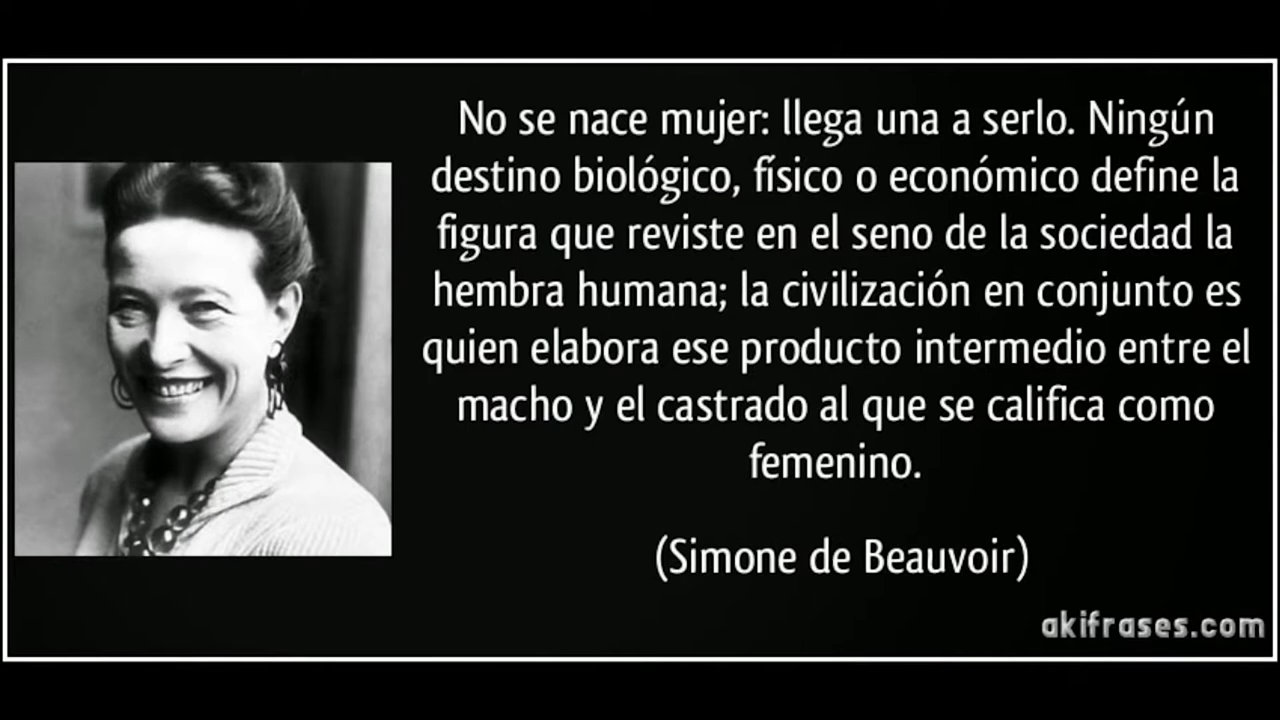 No se nace mujer: llega una a serlo. Ningún
destino biológico, físico o económico define la
figura que reviste en el seno de la sociedad la
hembra humana; la civilización en conjunto es
quien elabora ese producto intermedio entre el
macho y el castrado al que se califica como
femenino.
(Simone de Beauvoir)
akifrases.com